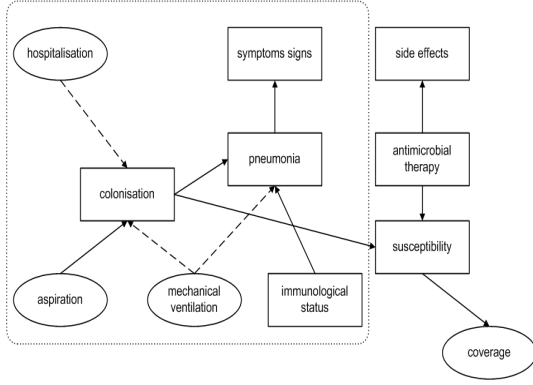 hospitalisation
symptoms signs
side effects
pneumonia
antimicrobial
therapy
colonisation
susceptibility
aspiration
mechanical
ventilation
immunological
status
coverage